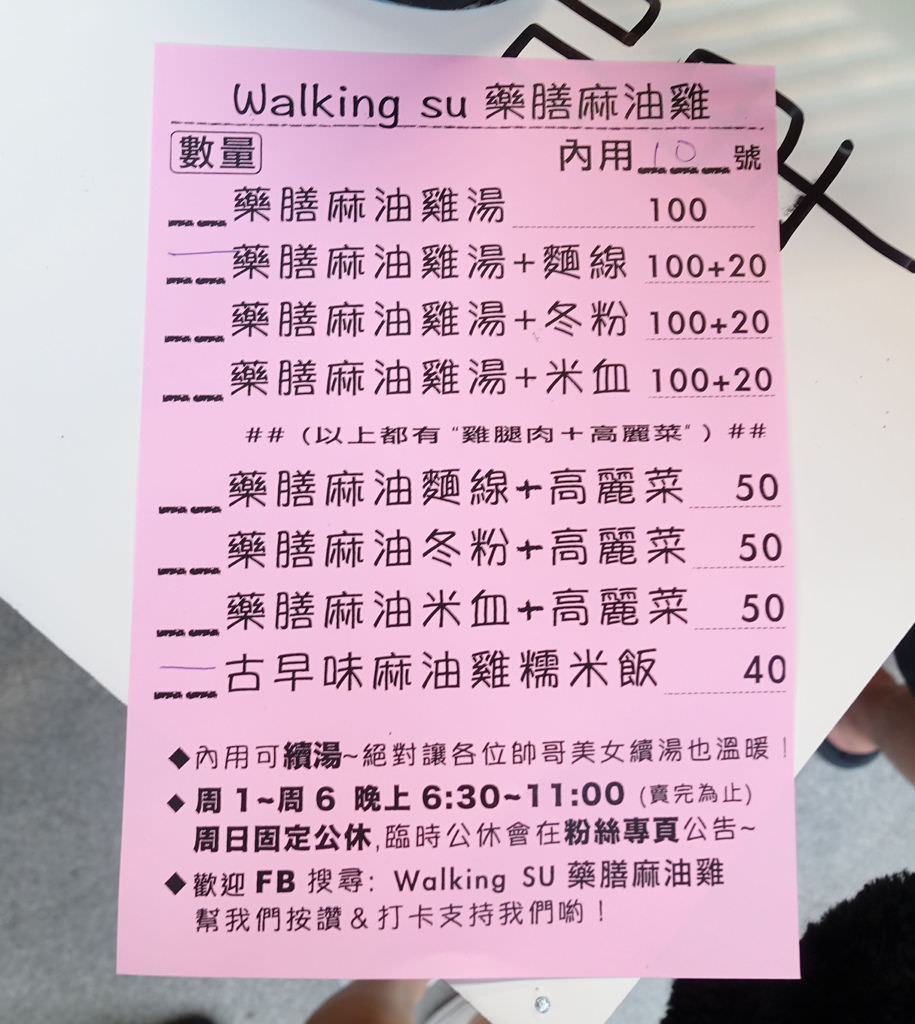 Walking su 藥膳麻油雞
數量 內用 10 號
藥膳麻油雞湯 100
一 藥膳麻油雞湯+麵線 100+20
藥膳麻油雞湯+冬粉 100+20
藥膳麻油雞湯+米血 100+20
##（以上都有"雞腿肉+高麗菜"）##
藥膳麻油麵線+高麗菜 50
藥膳麻油冬粉+高麗菜 50
藥膳麻油米血+高麗菜 50
一 古早味麻油雞糯米飯 40
◆內用可續湯~絕對讓各位帥哥美女續湯也溫暖！
◆周1~周6 晚上6:30~11:00（賣完為止）
周日固定公休,臨時公休會在粉絲專頁公告~
◆歡迎FB搜尋：Walking SU 藥膳麻油雞
幫我們按讚＆打卡支持我們喲！